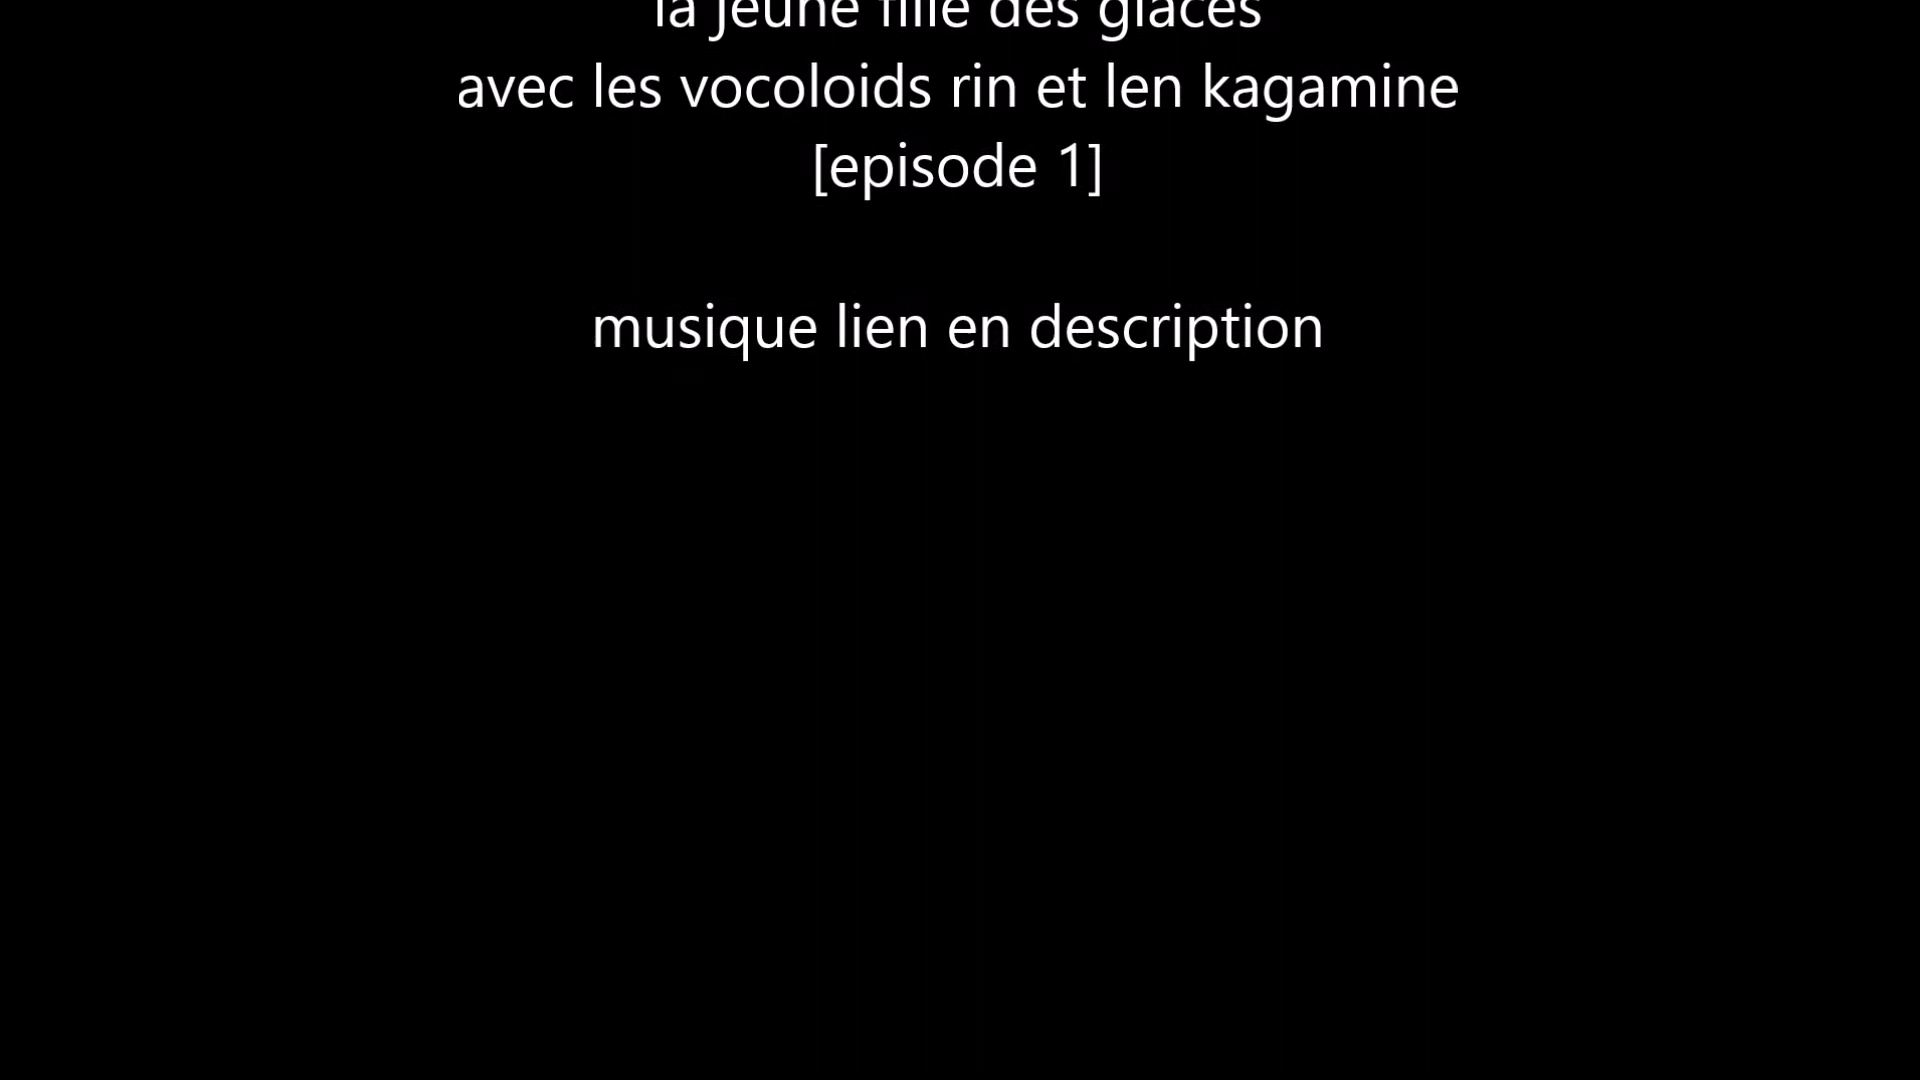 la jeune fille des glaces
avec les vocoloids rin et len kagamine
[episode 1]
musique lien en description